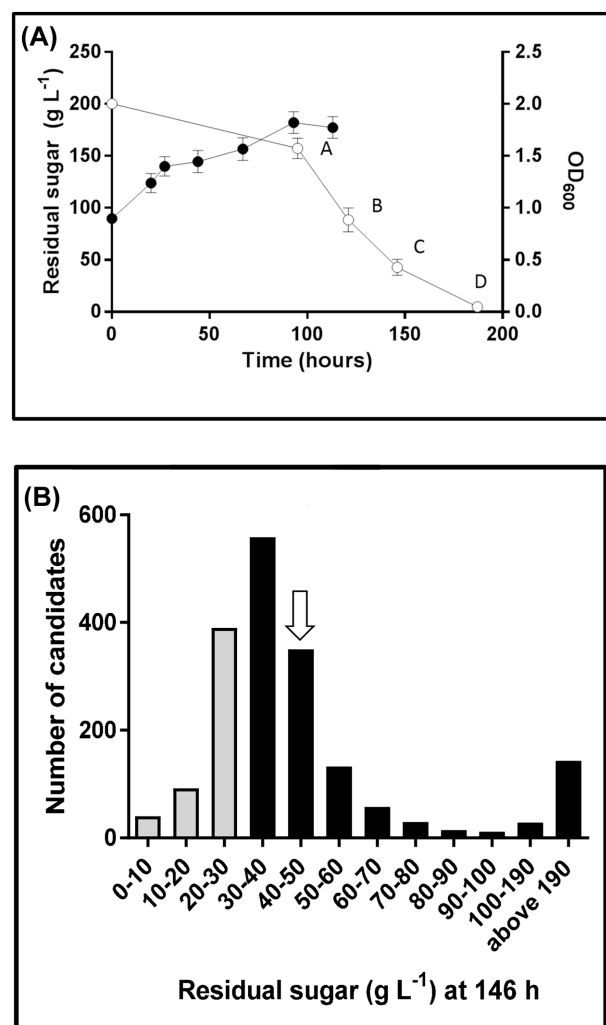 (A)
Residual sugar (g L⁻¹)
250
200
150
100
50
0
2.5
2.0
1.5
1.0
0.5
0.0
OD₆₀₀
A
B
C
D
0 50 100 150 200
Time (hours)
(B)
Number of candidates
600
400
200
0
0-10
10-20
20-30
30-40
40-50
50-60
60-70
70-80
80-90
90-100
100-190
above 190
Residual sugar (g L⁻¹) at 146 h